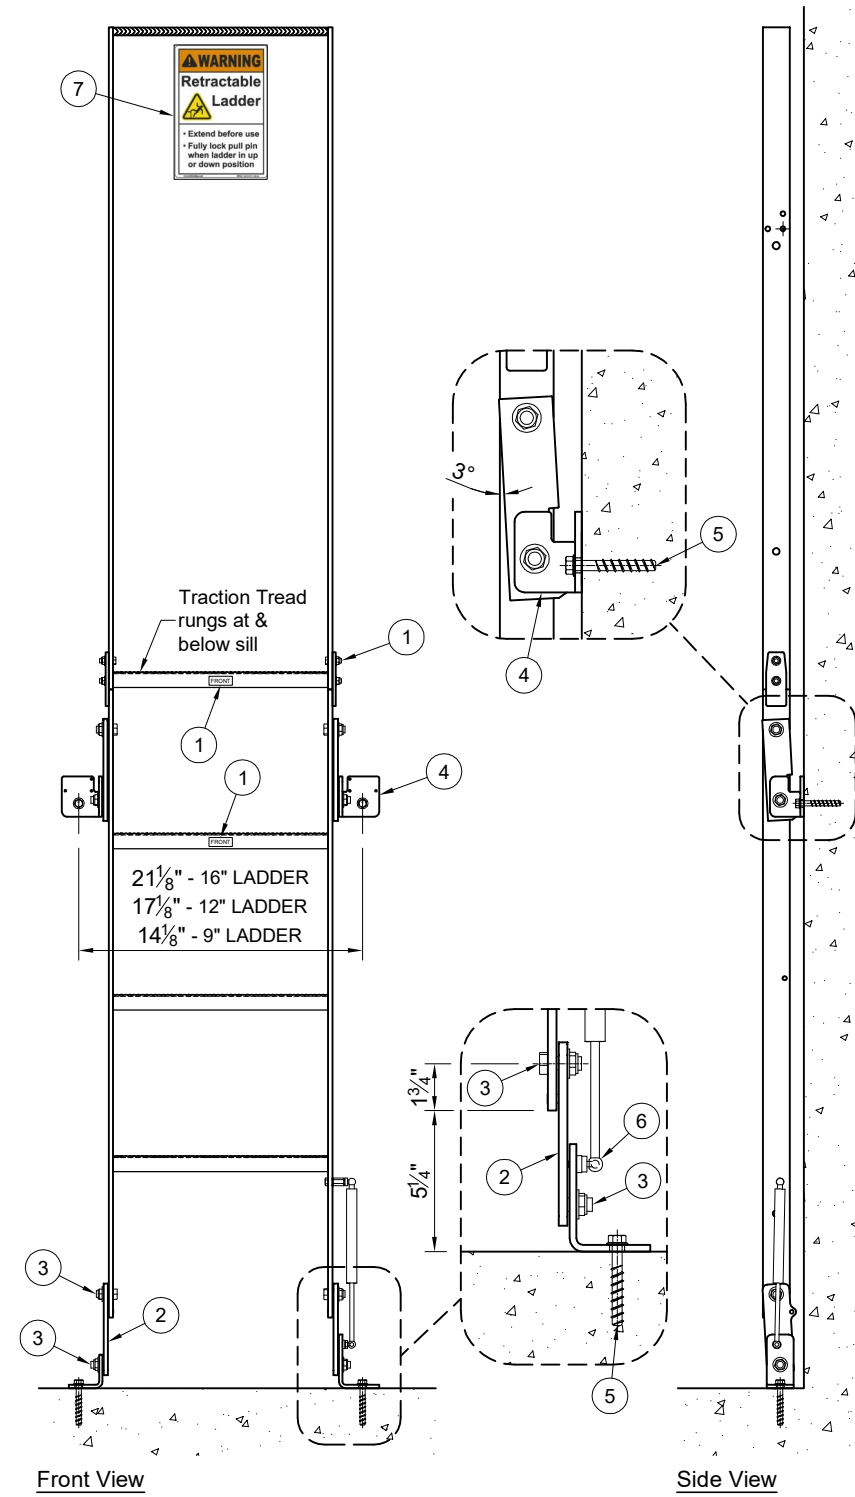 7
WARNING
Retractable
Ladder
• Extend before use
• Fully lock pull pin
when ladder in up
or down position
3°
5
4
Traction Tread
rungs at &
below sill
1
FRONT
1
1
4
FRONT
21⅛" - 16" LADDER
17⅛" - 12" LADDER
14⅛" - 9" LADDER
1¾"
3
6
5¼"
2
3
3
2
3
5
Front View
Side View